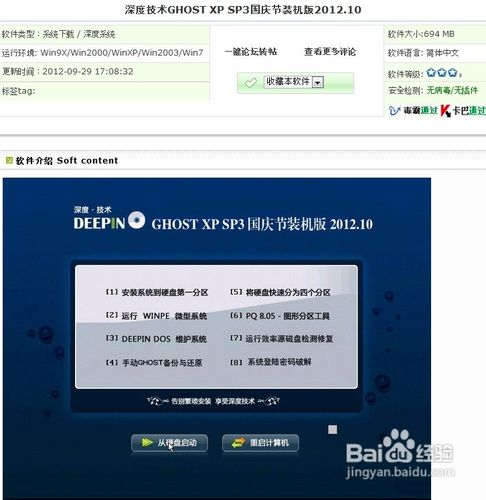 深度技术GHOST XP SP3国庆节装机版2012.10
软件类型：系统下载 / 深度系统
运行环境: Win9X/Win2000/WinXP/Win2003/Win7
更新时间：2012-09-29 17:08:32
标签tag:
一键论坛转帖 查看更多评论
收藏本软件
软件大小:694 MB
软件语言: 简体中文
软件等级:
安全检测: 无病毒/无插件
毒霸通过 卡巴通过
软件介绍 Soft content
深度·技术
DEEPIN GHOST XP SP3 国庆节装机版 2012.10
[1] 安装系统到硬盘第一分区
[2] 运行 WINPE 微型系统
[3] DEEPIN DOS 维护系统
[4] 手动GHOST备份与还原
[5] 将硬盘快速分为四个分区
[6] PQ 8.05 - 图形分区工具
[7] 运行效率源磁盘检测修复
[8] 系统登陆密码破解
告别繁琐安装 享受深度技术
从硬盘启动
重启计算机
Baidu 经验
jingyan.baidu.com